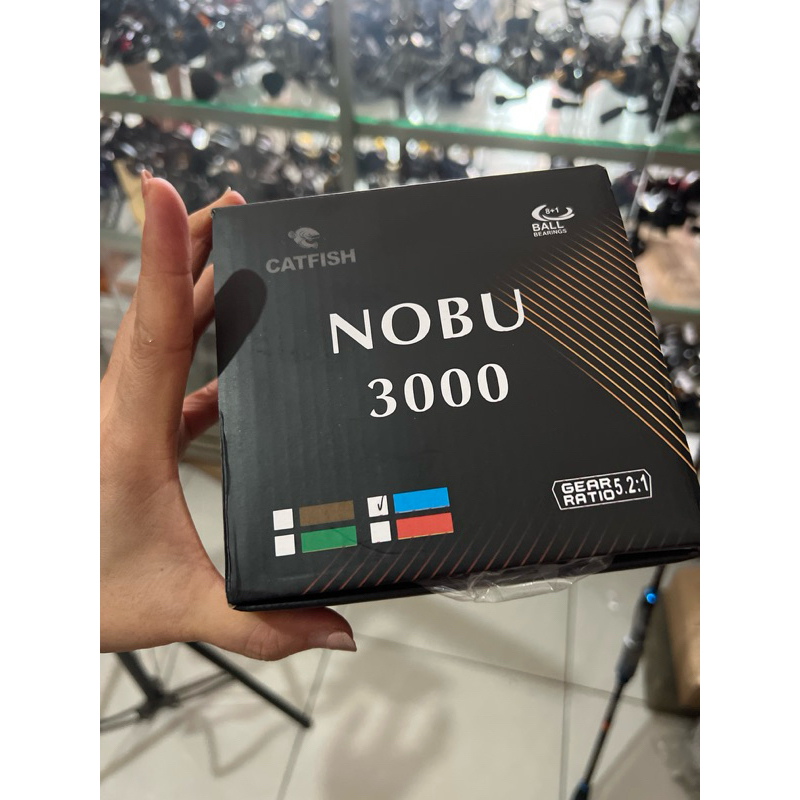 CATFISH
8+1
BALL
BEARINGS
NOBU
3000
GEAR
RATIO 5.2:1